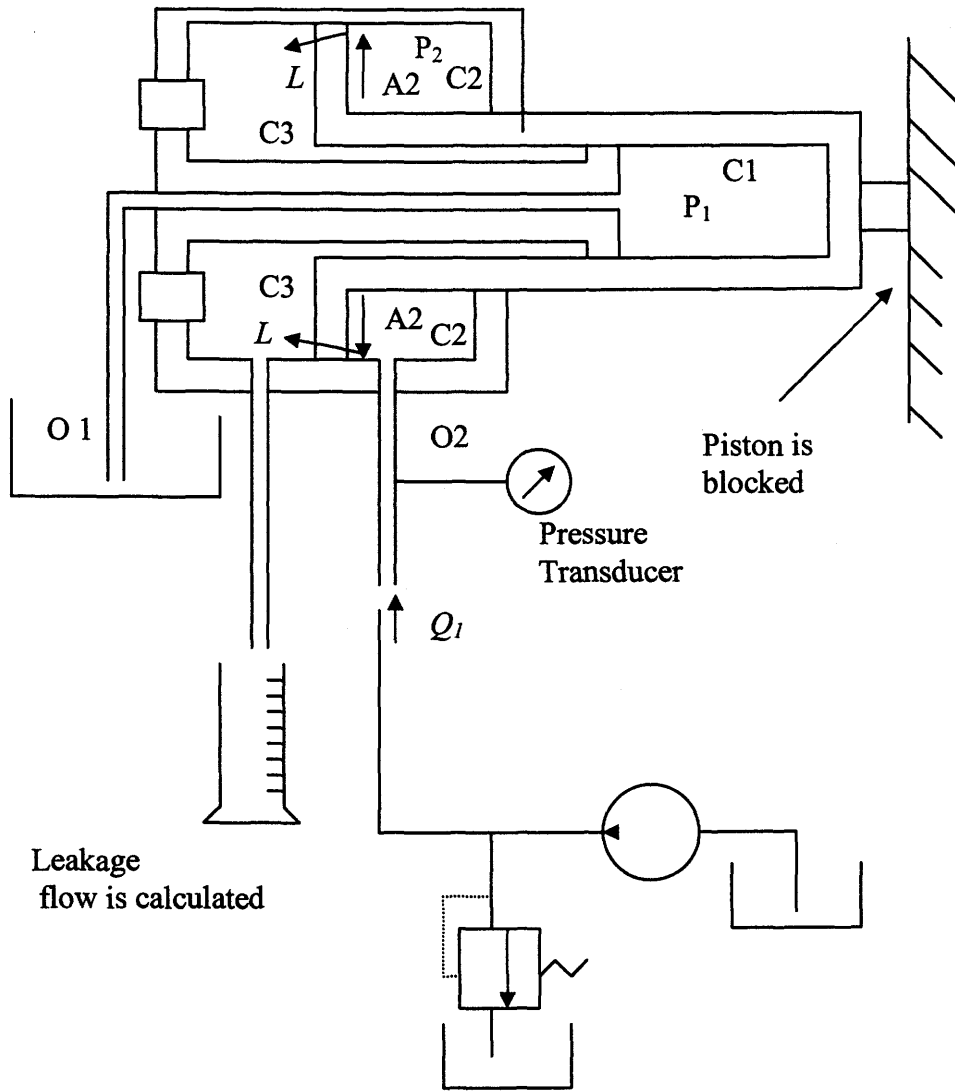 P2
L
A2
C2
C3
C1
P1
C3
A2
L
C2
O 1
O2
Piston is
blocked
Pressure
Transducer
Q1
Leakage
flow is calculated